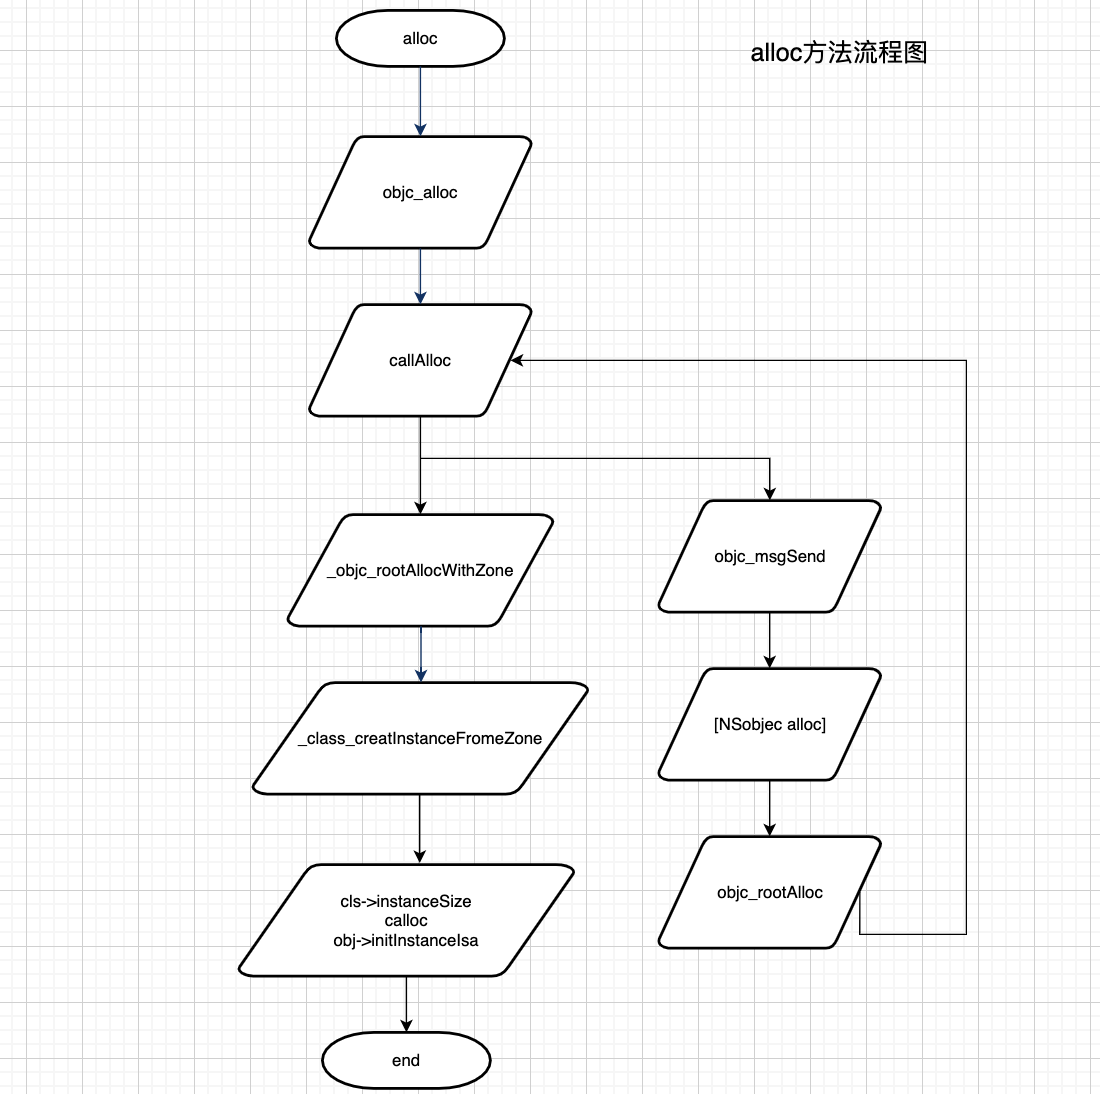 alloc
alloc方法流程图
objc_alloc
callAlloc
_objc_rootAllocWithZone
objc_msgSend
_class_creatInstanceFromeZone
[NSobjec alloc]
cls->instanceSize
calloc
obj->initInstanceIsa
objc_rootAlloc
end